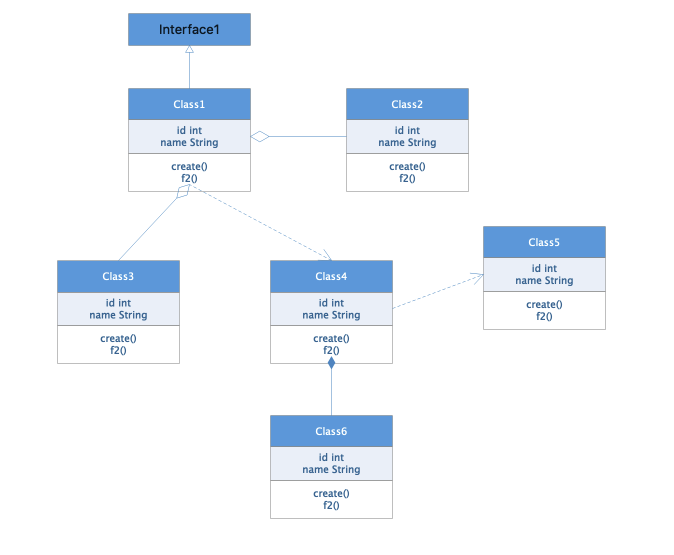 Interface1
Class1
id int
name String
create()
f2()
Class2
id int
name String
create()
f2()
Class3
id int
name String
create()
f2()
Class4
id int
name String
create()
f2()
Class5
id int
name String
create()
f2()
Class6
id int
name String
create()
f2()